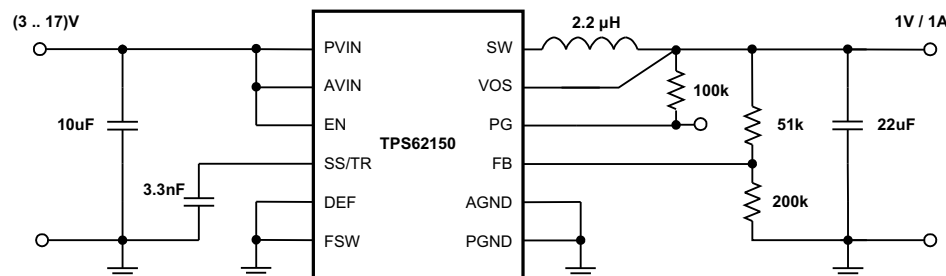 (3 .. 17)V
2.2 µH
1V / 1A
PVIN
SW
AVIN
VOS
100k
10uF
EN
PG
51k
22uF
TPS62150
SS/TR
FB
3.3nF
DEF
AGND
200k
FSW
PGND